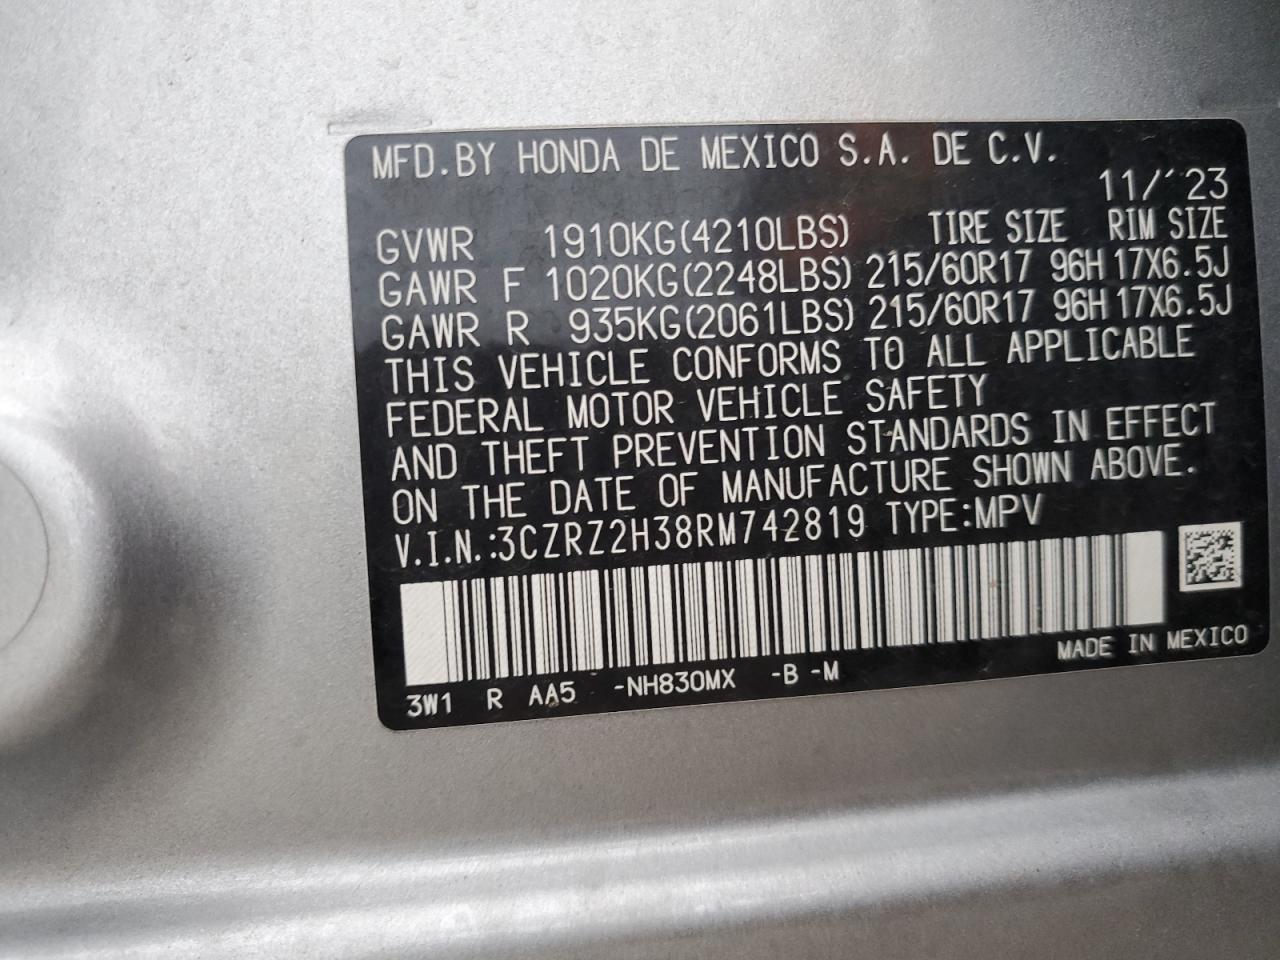 MFD.BY HONDA DE MEXICO S.A. DE C.V.
11/'23
GVWR 1910KG(4210LBS) TIRE SIZE RIM SIZE
GAWR F 1020KG(2248LBS) 215/60R17 96H 17X6.5J
GAWR R 935KG(2061LBS) 215/60R17 96H 17X6.5J
THIS VEHICLE CONFORMS TO ALL APPLICABLE
FEDERAL MOTOR VEHICLE SAFETY
AND THEFT PREVENTION STANDARDS IN EFFECT
ON THE DATE OF MANUFACTURE SHOWN ABOVE.
V.I.N.:3CZRZ2H38RM742819 TYPE:MPV
MADE IN MEXICO
3W1 R AA5 -NH830MX -B -M